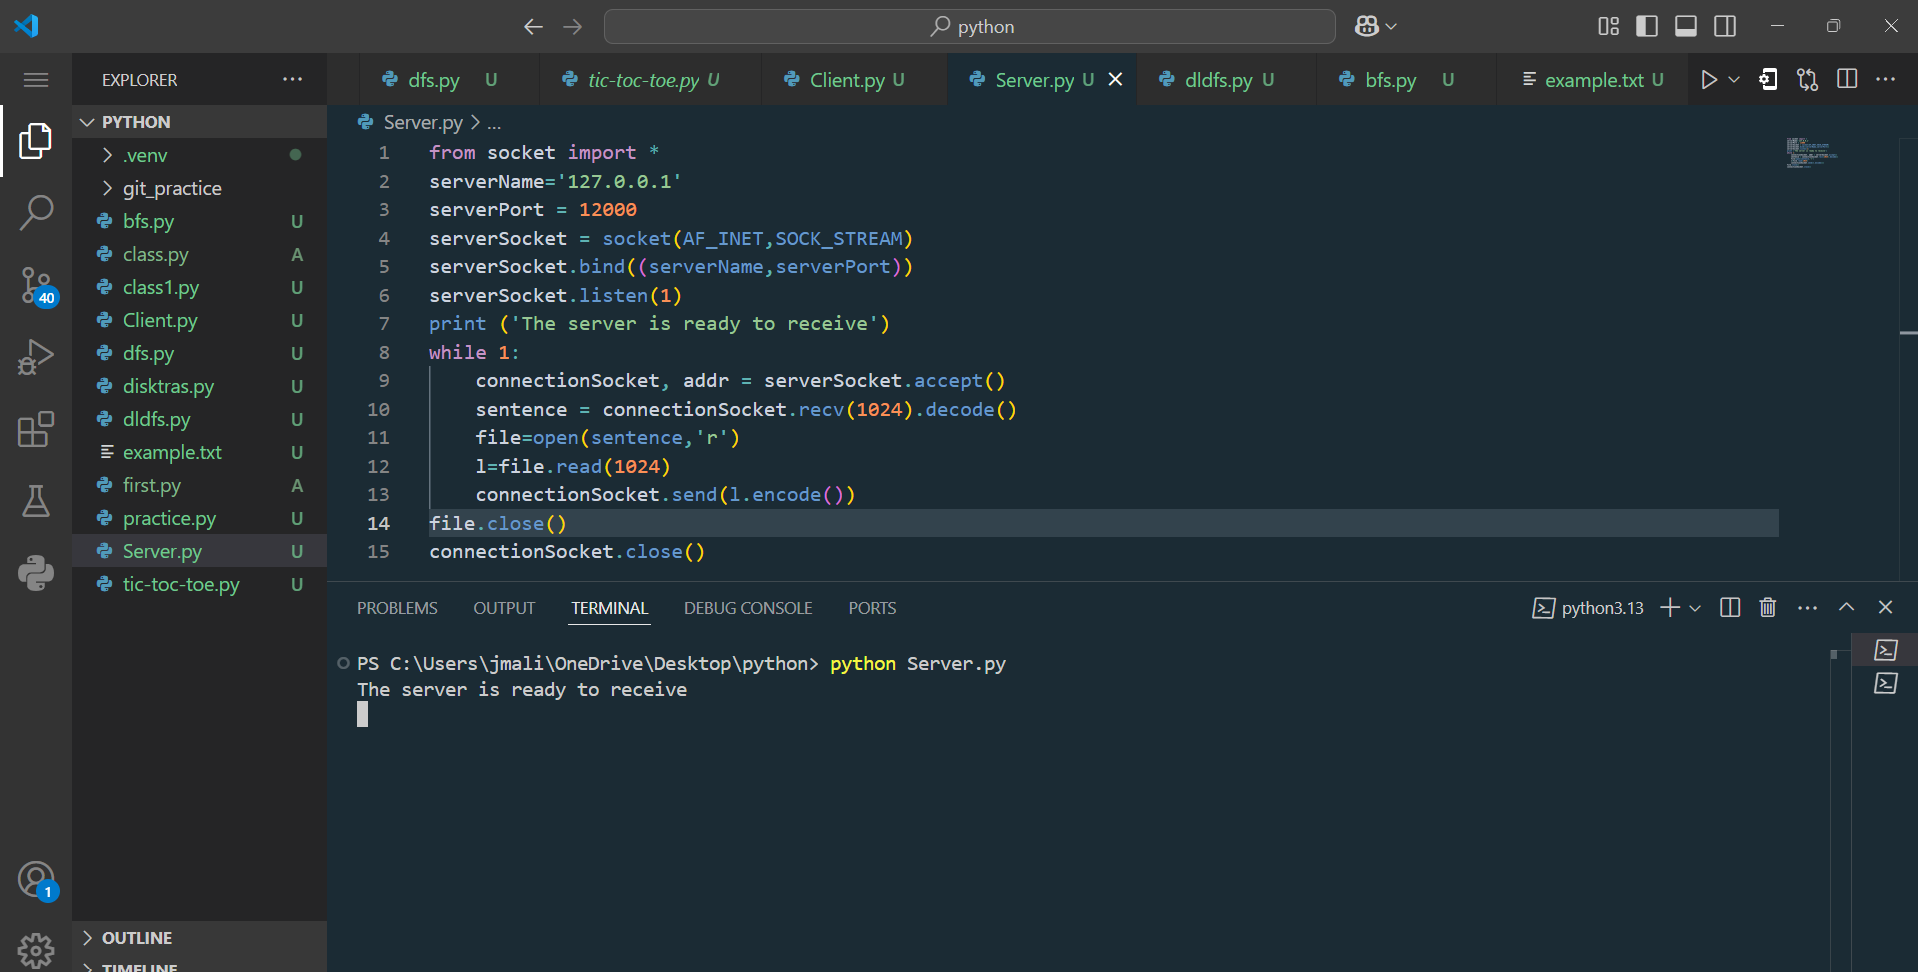 python
EXPLORER
dfs.py U
tic-toc-toe.py U
Client.py U
Server.py U
dldfs.py U
bfs.py U
example.txt U
PYTHON
.venv
git_practice
bfs.py U
class.py A
class1.py U
Client.py U
dfs.py U
disktras.py U
dldfs.py U
example.txt U
first.py A
practice.py U
Server.py U
tic-toc-toe.py U
40
1
OUTLINE
TIMELINE
Server.py > ...
1 from socket import *
2 serverName='127.0.0.1'
3 serverPort = 12000
4 serverSocket = socket(AF_INET,SOCK_STREAM)
5 serverSocket.bind((serverName,serverPort))
6 serverSocket.listen(1)
7 print ('The server is ready to receive')
8 while 1:
9 connectionSocket, addr = serverSocket.accept()
10 sentence = connectionSocket.recv(1024).decode()
11 file=open(sentence,'r')
12 l=file.read(1024)
13 connectionSocket.send(l.encode())
14 file.close()
15 connectionSocket.close()
PROBLEMS OUTPUT TERMINAL DEBUG CONSOLE PORTS
python3.13
PS C:\Users\jmali\OneDrive\Desktop\python> python Server.py
The server is ready to receive